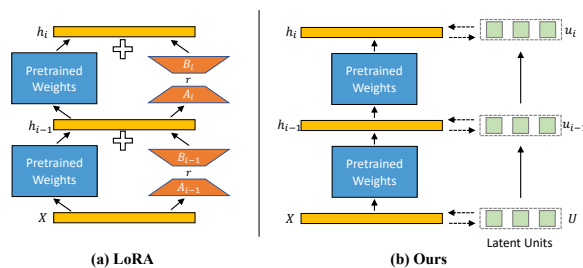 h_i
Pretrained
Weights
B_i
r
A_i
h_{i-1}
Pretrained
Weights
B_{i-1}
r
A_{i-1}
X
(a) LoRA
h_i
u_i
Pretrained
Weights
h_{i-1}
u_{i-1}
Pretrained
Weights
X
U
Latent Units
(b) Ours